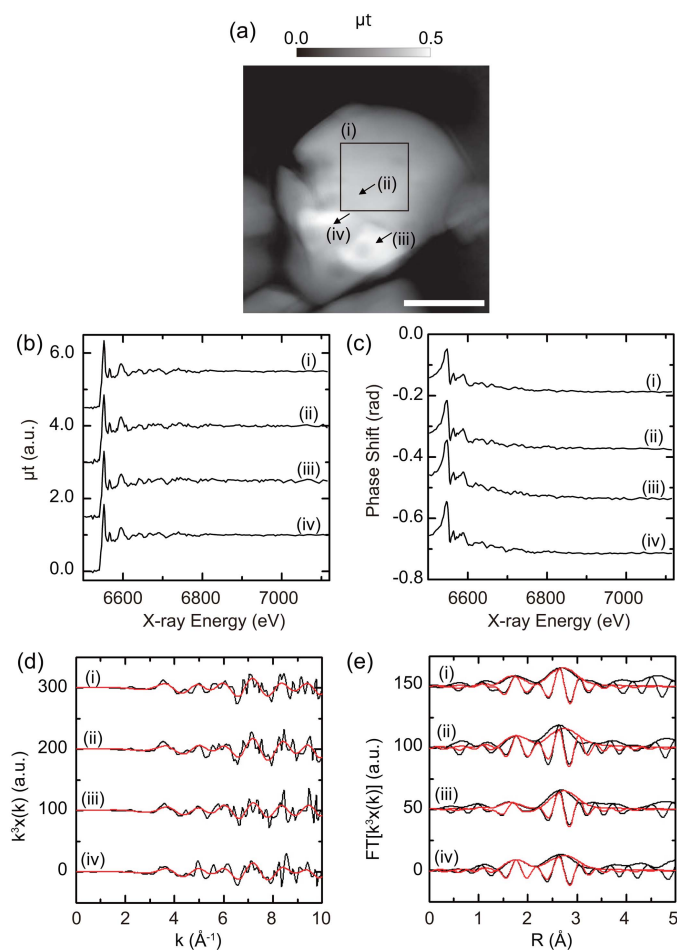 (a)
µt
0.0 0.5
(i)
(ii)
(iv)
(iii)
(b)
µt (a.u.)
6.0
4.0
2.0
0.0
(i)
(ii)
(iii)
(iv)
6600 6800 7000
X-ray Energy (eV)
(c)
Phase Shift (rad)
0.0
-0.2
-0.4
-0.6
-0.8
(i)
(ii)
(iii)
(iv)
6600 6800 7000
X-ray Energy (eV)
(d)
k³x(k) (a.u.)
300
200
100
0
(i)
(ii)
(iii)
(iv)
0 2 4 6 8 10
k (Å⁻¹)
(e)
FT[k³x(k)] (a.u.)
150
100
50
0
(i)
(ii)
(iii)
(iv)
0 1 2 3 4 5
R (Å)